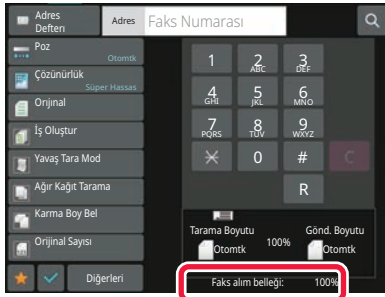 Adres
Defteri
Adres
Faks Numarası
Poz
Otomtk
Çözünürlük
Süper Hassas
Orijinal
İş Oluştur
Yavaş Tara Mod
Ağır Kağıt Tarama
Karma Boy Bel
Orijinal Sayısı
Diğerleri
1
2
ABC
3
DEF
4
GHI
5
JKL
6
MNO
7
PQRS
8
TUV
9
WXYZ
0
#
C
R
Tarama Boyutu
Gönd. Boyutu
100%
Otomtk
Otomtk
Faks alım belleği: 100%